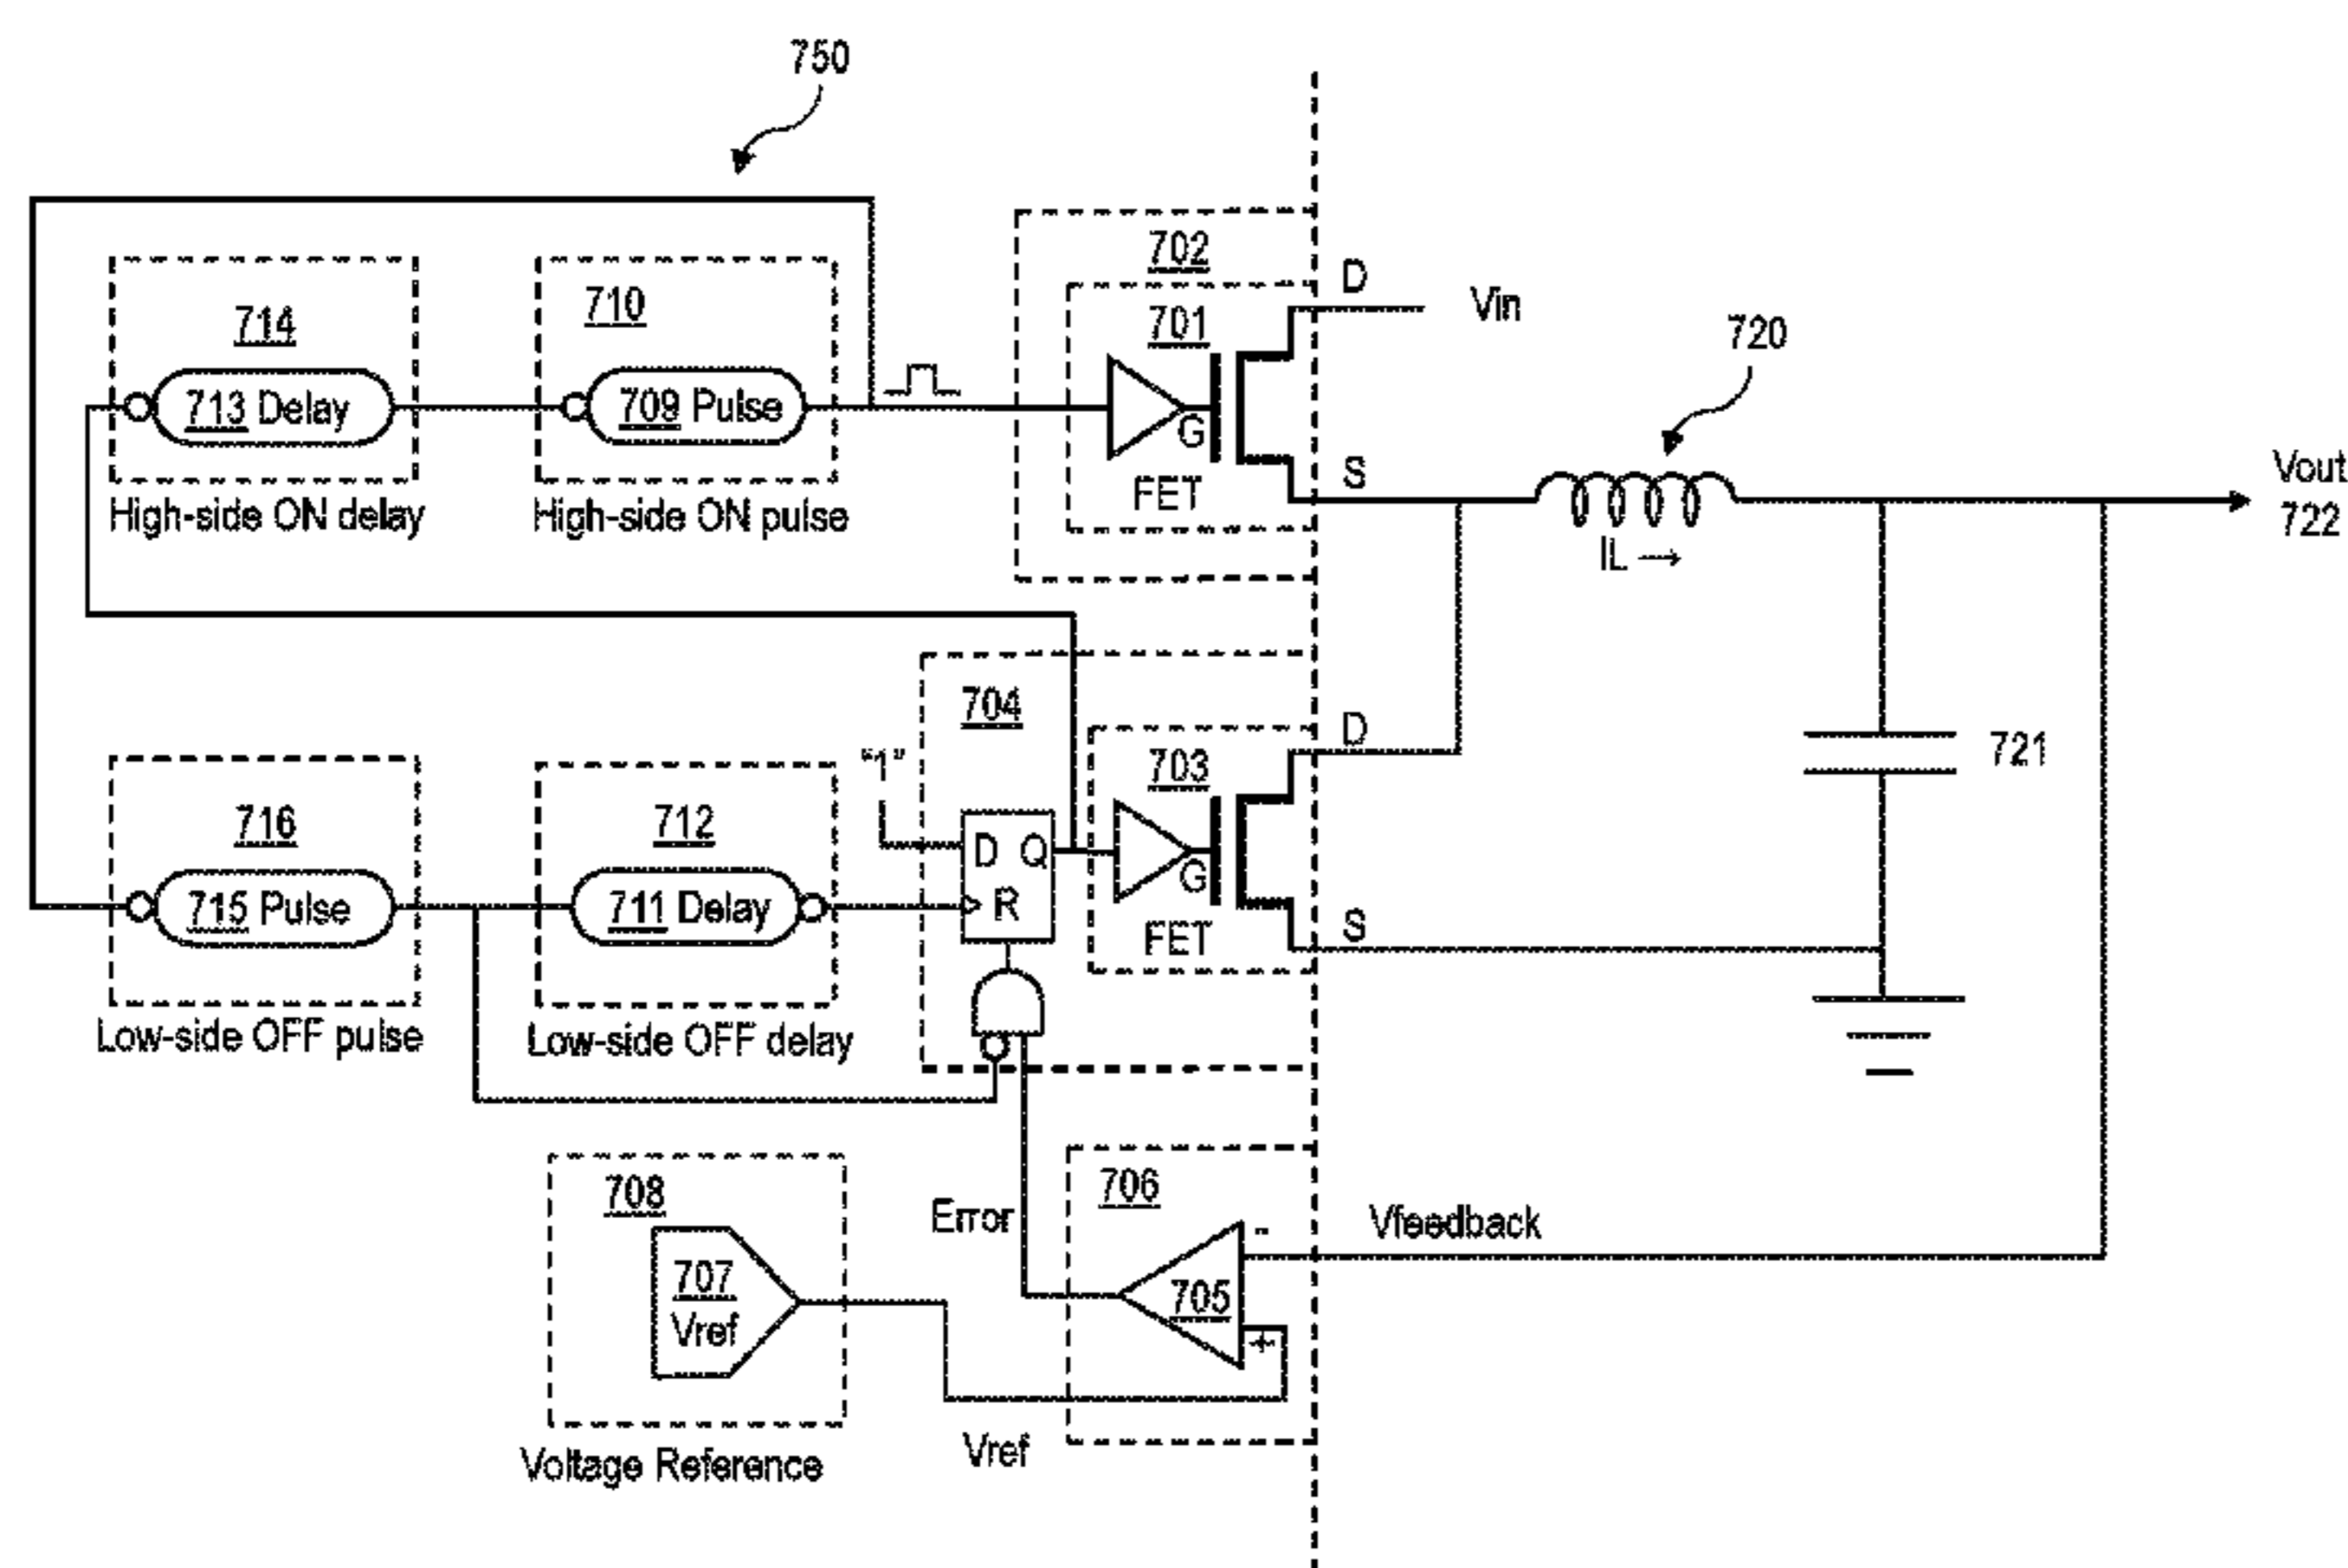 750
702
D
Vin
714
710
701
720
713 Delay
709 Pulse
G
S
Vout
722
High-side ON delay
High-side ON pulse
FET
IL →
704
"1"
703
D
721
716
712
D Q
G
715 Pulse
711 Delay
R
S
FET
Low-side OFF pulse
Low-side OFF delay
708
706
Error
Vfeedback
-
707
Vref
705
+
Voltage Reference
Vref